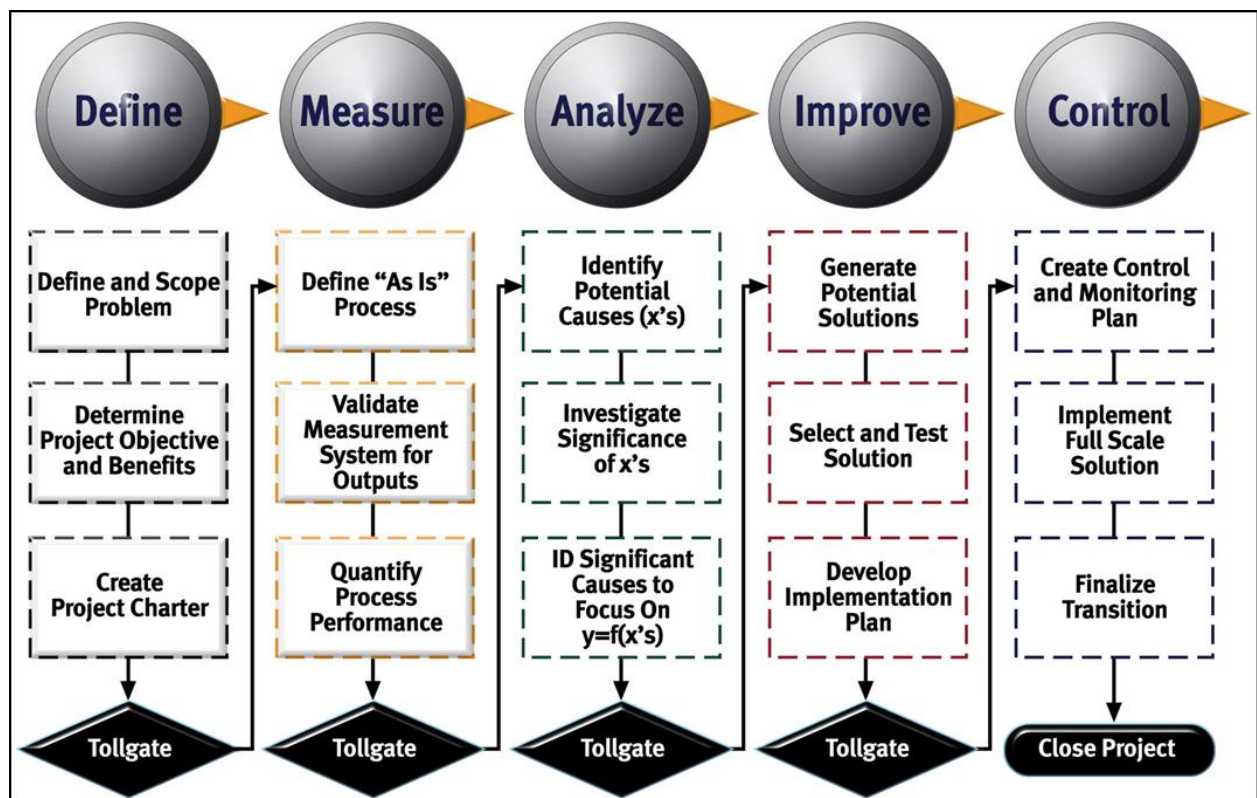 Define
Measure
Analyze
Improve
Control
Define and Scope
Problem
Determine
Project Objective
and Benefits
Create
Project Charter
Tollgate
Define “As Is”
Process
Validate
Measurement
System for
Outputs
Quantify
Process
Performance
Tollgate
Identify
Potential
Causes (x’s)
Investigate
Significance
of x’s
ID Significant
Causes to
Focus On
y=f(x’s)
Tollgate
Generate
Potential
Solutions
Select and Test
Solution
Develop
Implementation
Plan
Tollgate
Create Control
and Monitoring
Plan
Implement
Full Scale
Solution
Finalize
Transition
Close Project